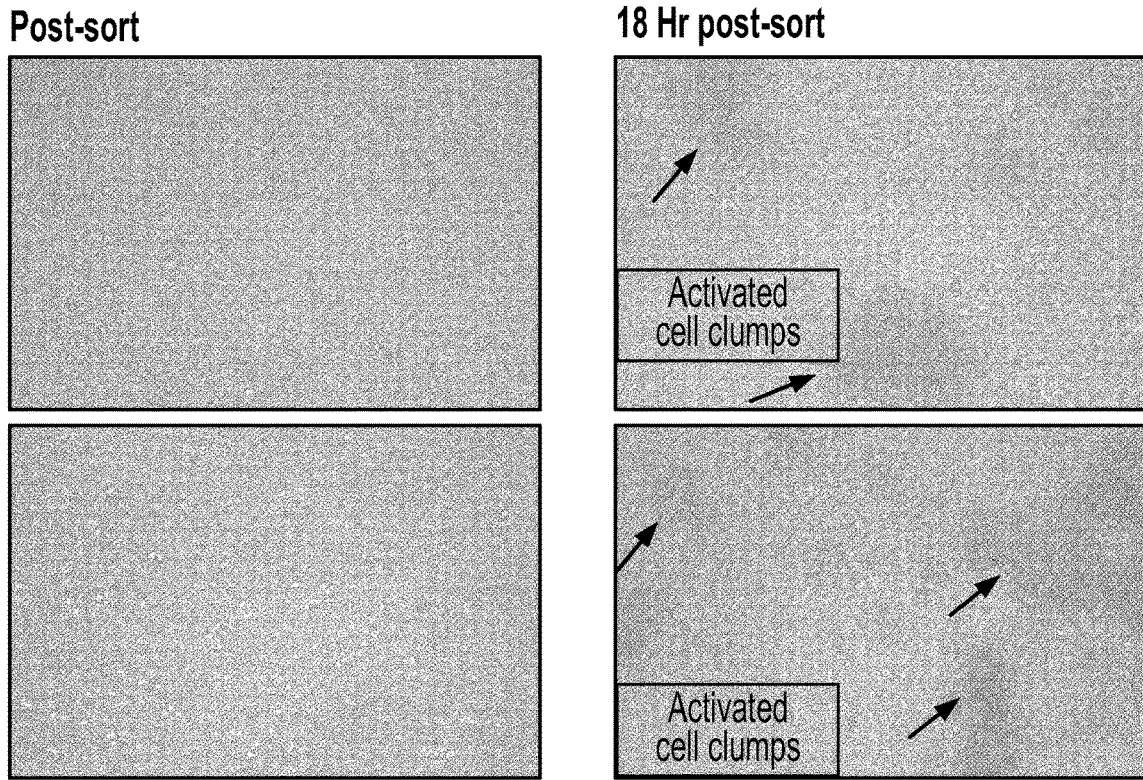 Post-sort
18 Hr post-sort
Activated
cell clumps
Activated
cell clumps